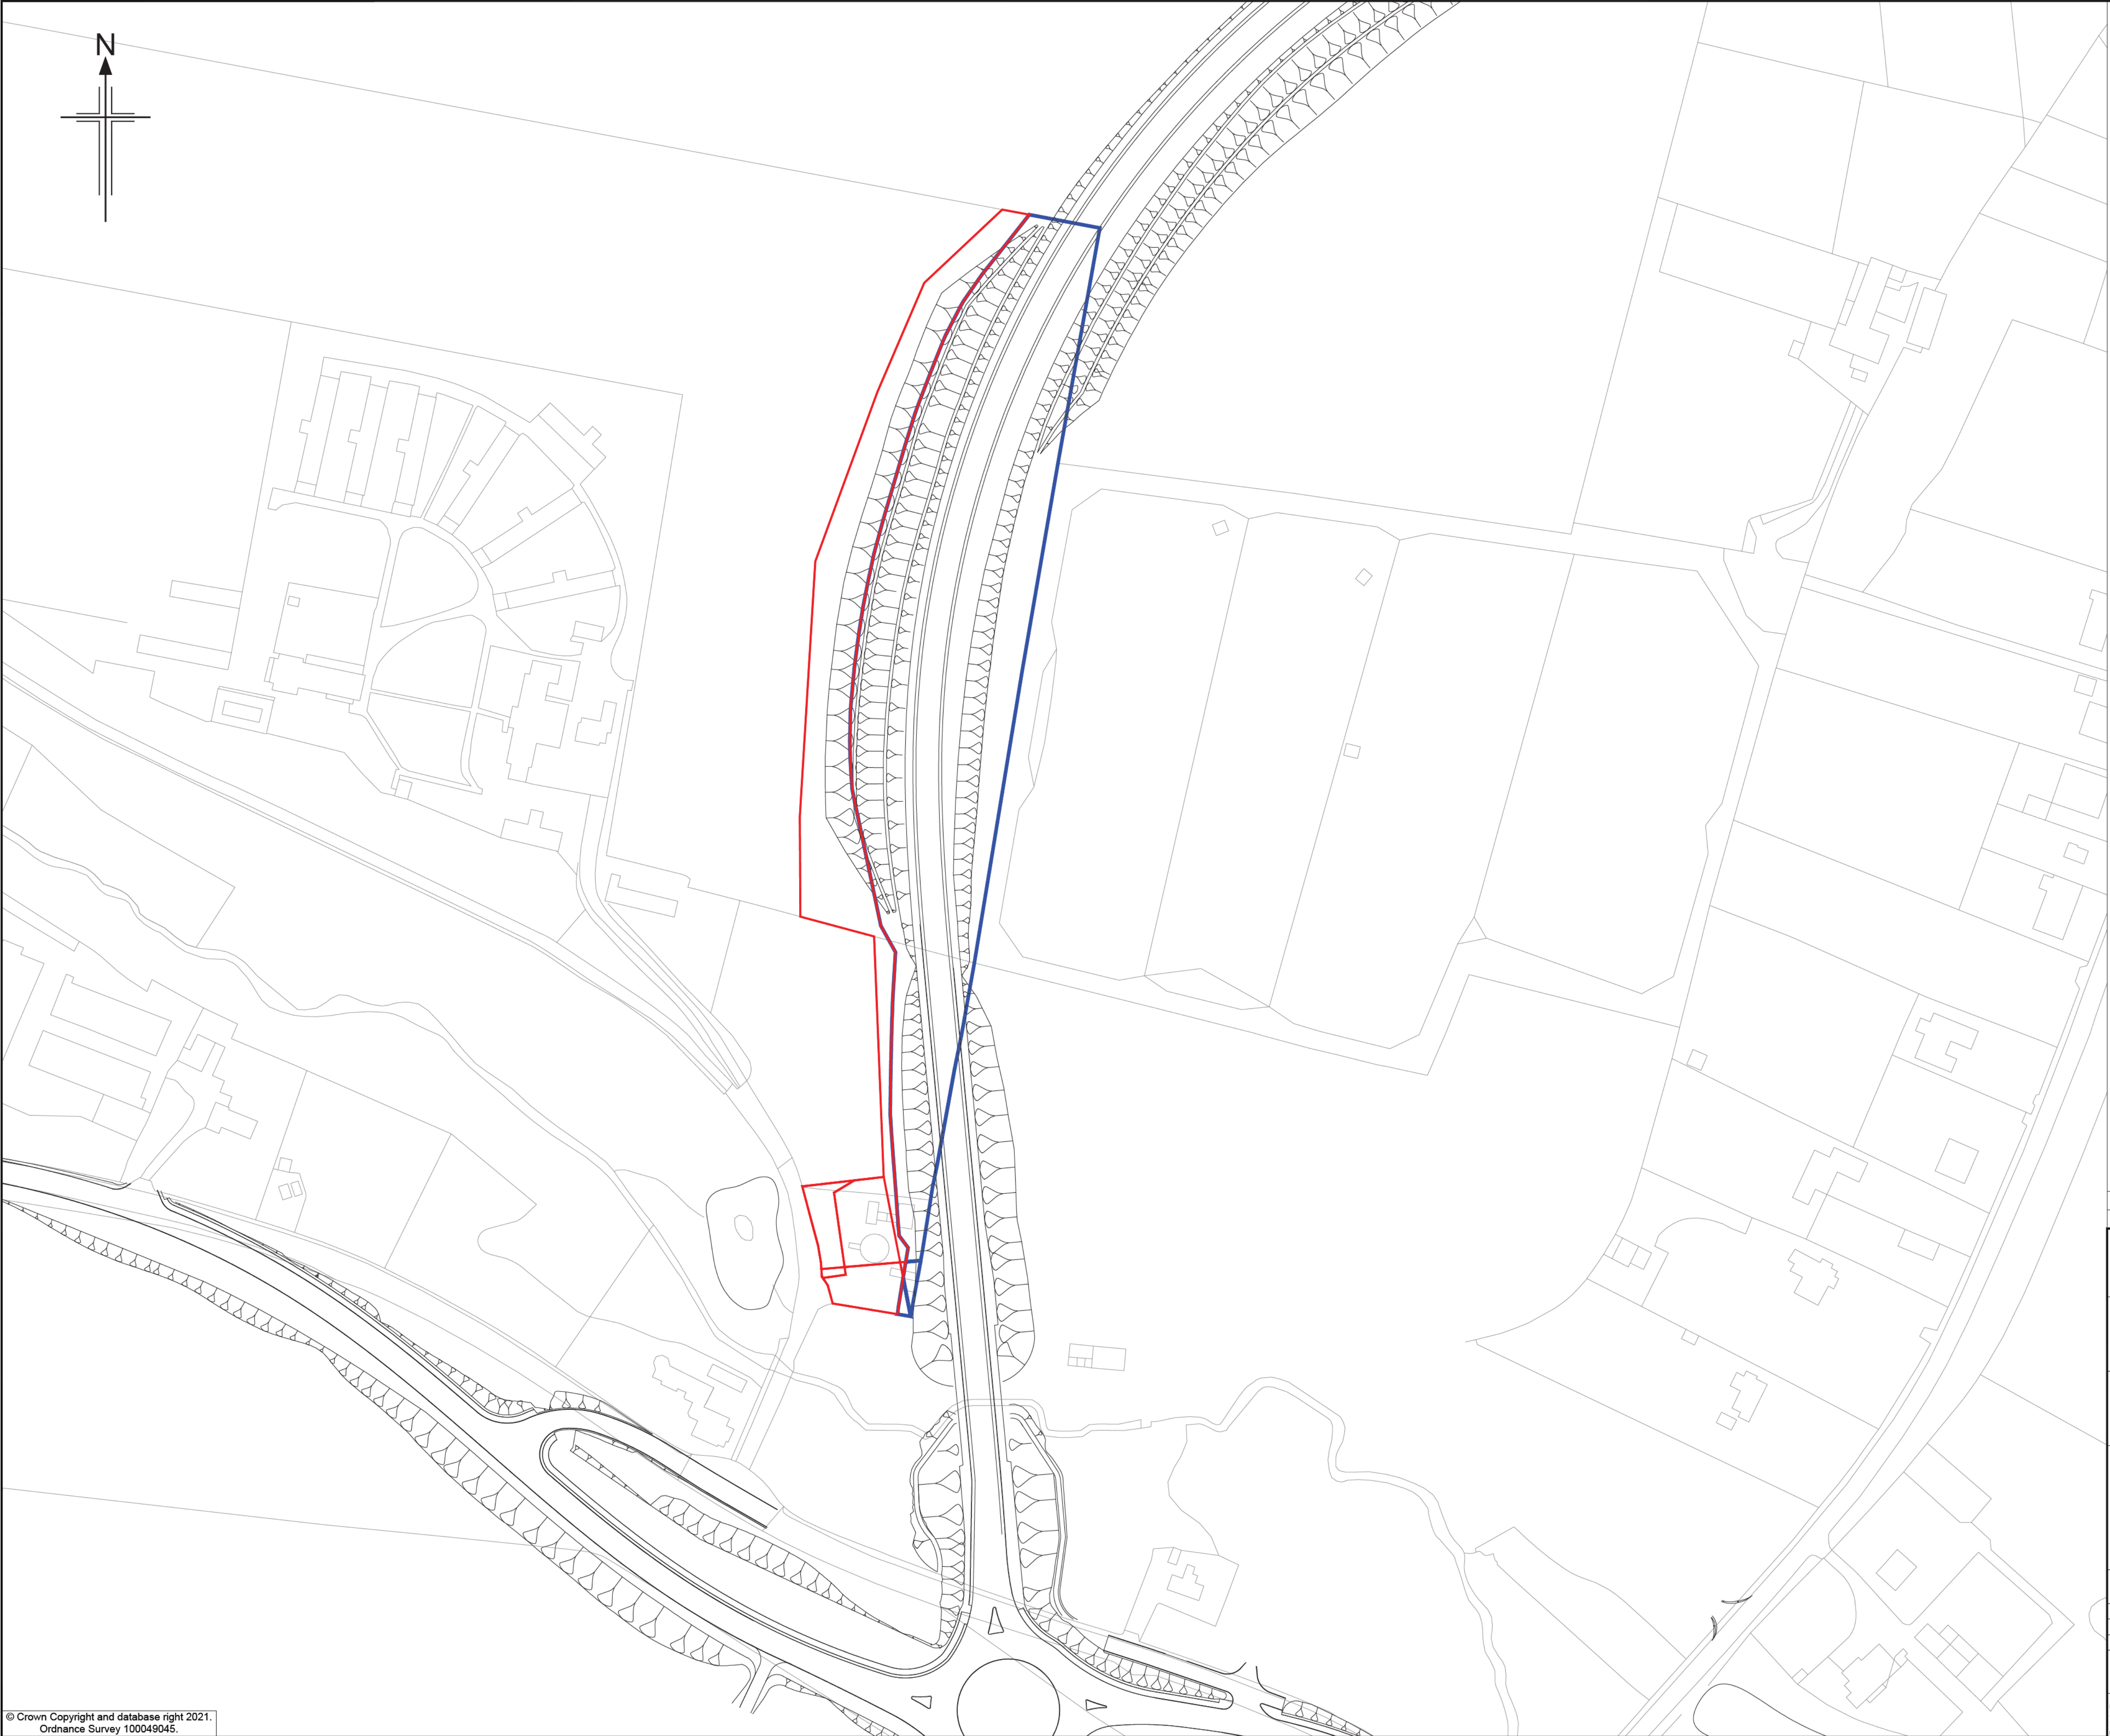 N
© Crown Copyright and database right 2021.
Ordnance Survey 100049045.